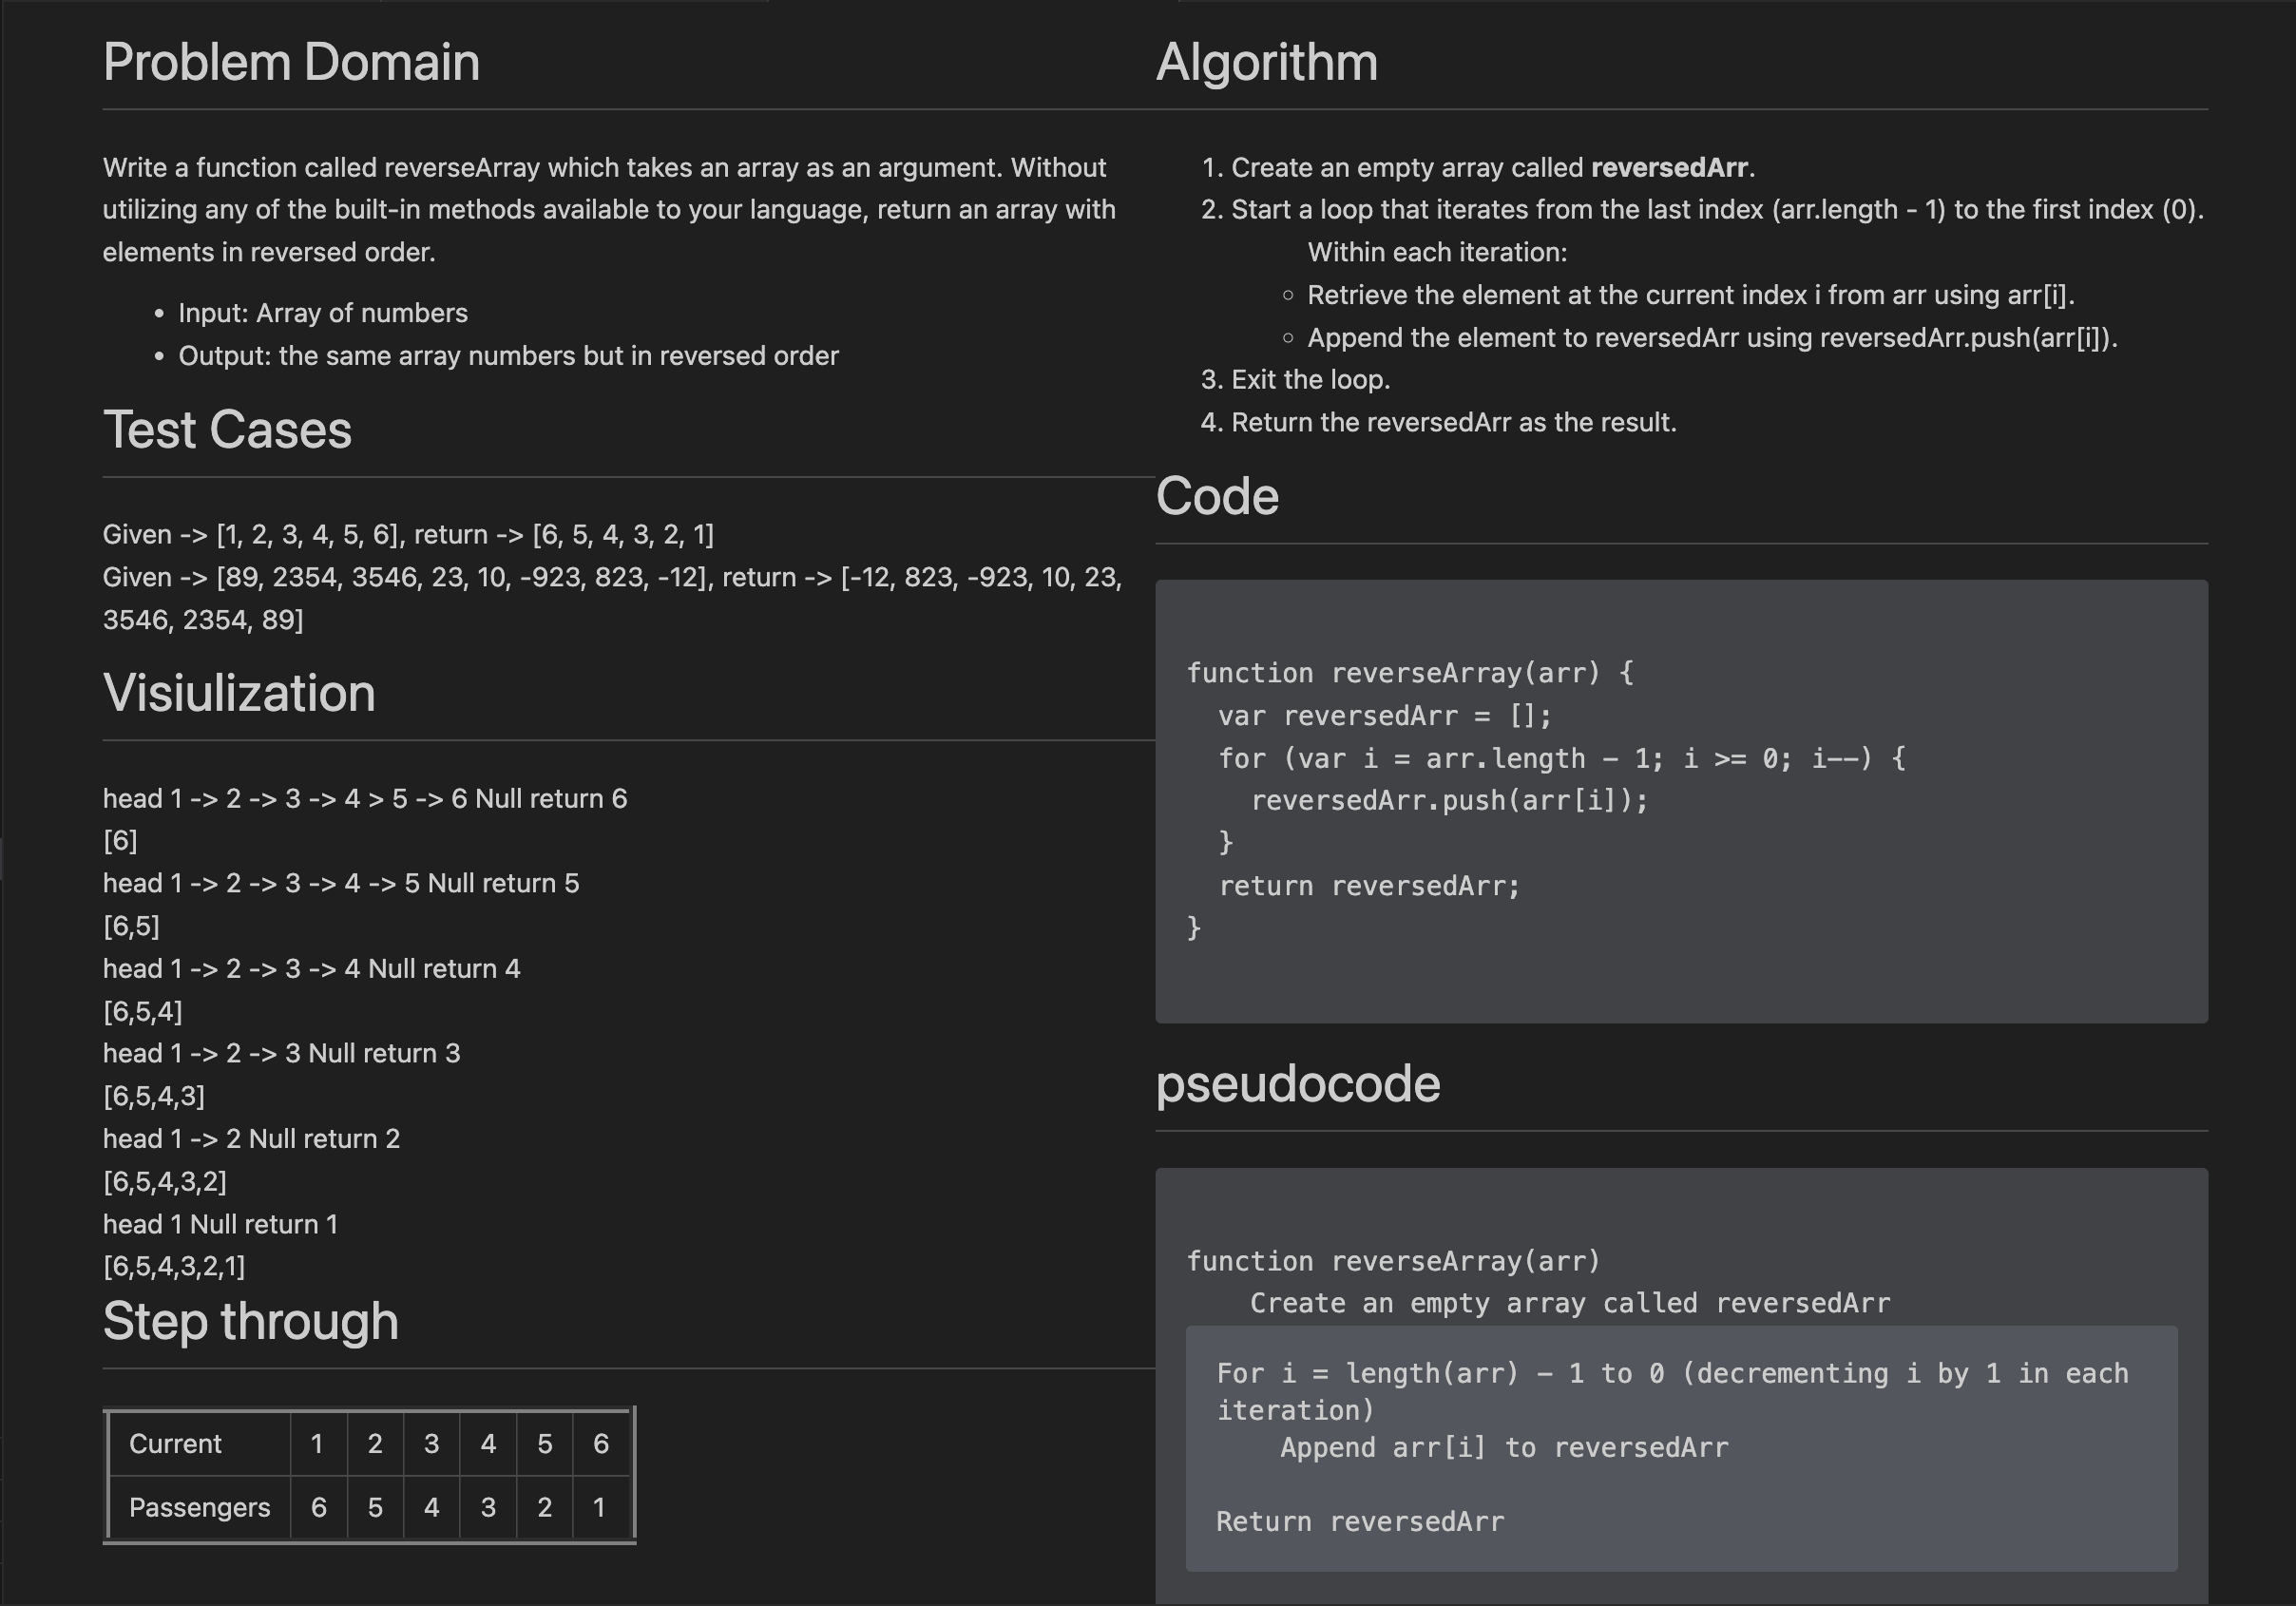 Problem Domain
Write a function called reverseArray which takes an array as an argument. Without
utilizing any of the built-in methods available to your language, return an array with
elements in reversed order.
• Input: Array of numbers
• Output: the same array numbers but in reversed order
Test Cases
Given -> [1, 2, 3, 4, 5, 6], return -> [6, 5, 4, 3, 2, 1]
Given -> [89, 2354, 3546, 23, 10, -923, 823, -12], return -> [-12, 823, -923, 10, 23,
3546, 2354, 89]
Visiulization
head 1 -> 2 -> 3 -> 4 > 5 -> 6 Null return 6
[6]
head 1 -> 2 -> 3 -> 4 -> 5 Null return 5
[6,5]
head 1 -> 2 -> 3 -> 4 Null return 4
[6,5,4]
head 1 -> 2 -> 3 Null return 3
[6,5,4,3]
head 1 -> 2 Null return 2
[6,5,4,3,2]
head 1 Null return 1
[6,5,4,3,2,1]
Step through
Current 1 2 3 4 5 6
Passengers 6 5 4 3 2 1
Algorithm
1. Create an empty array called reversedArr.
2. Start a loop that iterates from the last index (arr.length - 1) to the first index (0).
Within each iteration:
◦ Retrieve the element at the current index i from arr using arr[i].
◦ Append the element to reversedArr using reversedArr.push(arr[i]).
3. Exit the loop.
4. Return the reversedArr as the result.
Code
function reverseArray(arr) {
var reversedArr = [];
for (var i = arr.length - 1; i >= 0; i--) {
reversedArr.push(arr[i]);
}
return reversedArr;
}
pseudocode
function reverseArray(arr)
Create an empty array called reversedArr
For i = length(arr) - 1 to 0 (decrementing i by 1 in each
iteration)
Append arr[i] to reversedArr
Return reversedArr